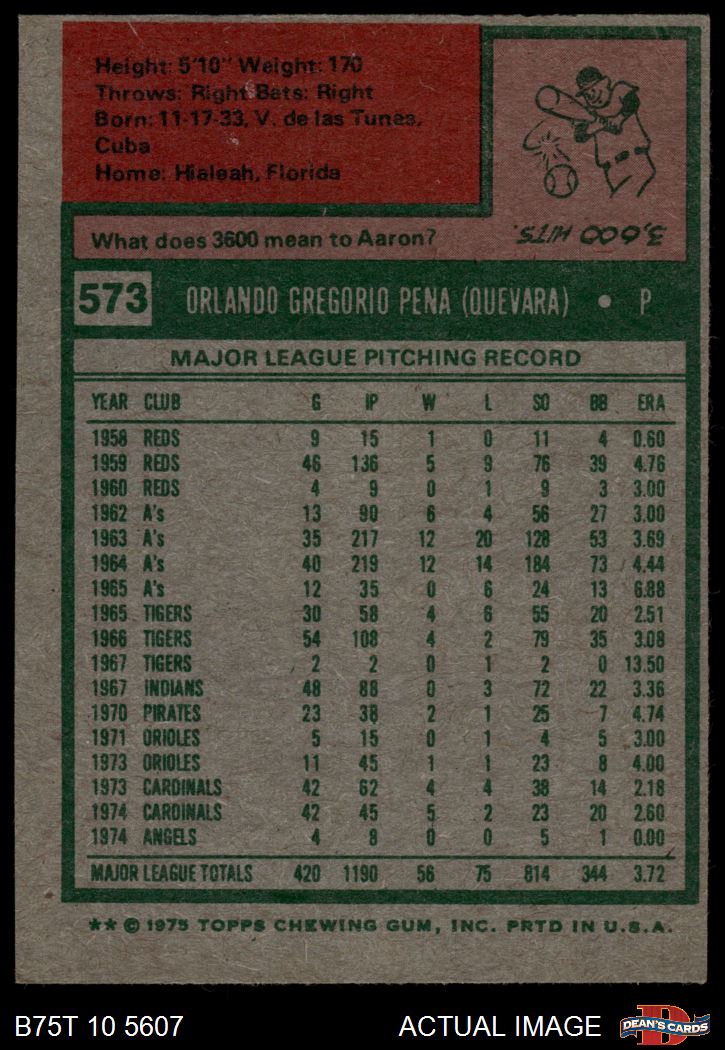 Height: 5'10" Weight: 170
Throws: Right Bats: Right
Born: 11-17-33, V. de las Tunas,
Cuba
Home: Hialeah, Florida
What does 3600 mean to Aaron?
3,600 HITS.
573 ORLANDO GREGORIO PENA (QUEVARA) • P
MAJOR LEAGUE PITCHING RECORD
YEAR CLUB G IP W L SO BB ERA
1958 REDS 9 15 1 0 11 4 0.60
1959 REDS 46 136 5 9 76 39 4.76
1960 REDS 4 9 0 1 9 3 3.00
1962 A's 13 90 6 4 56 27 3.00
1963 A's 35 217 12 20 128 53 3.69
1964 A's 40 219 12 14 184 73 4.44
1965 A's 12 35 0 6 24 13 6.88
1965 TIGERS 30 58 4 6 55 20 2.51
1966 TIGERS 54 108 4 2 79 35 3.08
1967 TIGERS 2 2 0 1 2 0 13.50
1967 INDIANS 48 88 0 3 72 22 3.36
1970 PIRATES 23 38 2 1 25 7 4.74
1971 ORIOLES 5 15 0 1 4 5 3.00
1973 ORIOLES 11 45 1 1 23 8 4.00
1973 CARDINALS 42 62 4 4 38 14 2.18
1974 CARDINALS 42 45 5 2 23 20 2.60
1974 ANGELS 4 8 0 0 5 1 0.00
MAJOR LEAGUE TOTALS 420 1190 56 75 814 344 3.72
** © 1975 TOPPS CHEWING GUM, INC. PRTD IN U.S.A.
B75T 10 5607 ACTUAL IMAGE D DEAN'S CARDS